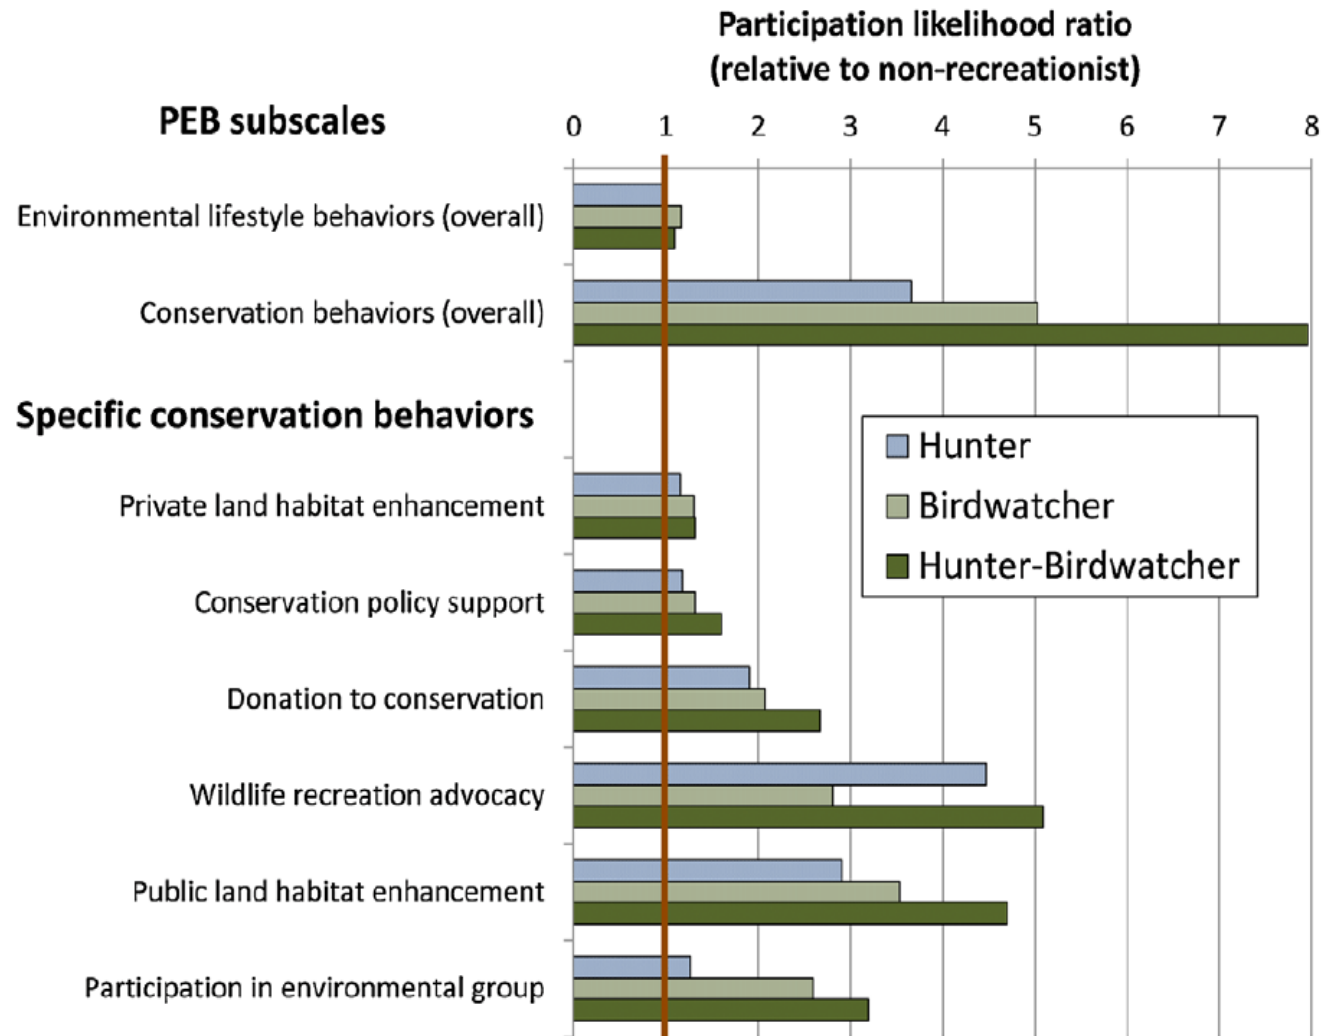 Participation likelihood ratio
(relative to non-recreationist)
PEB subscales
0 1 2 3 4 5 6 7 8
Environmental lifestyle behaviors (overall)
Conservation behaviors (overall)
Specific conservation behaviors
Hunter
Birdwatcher
Hunter-Birdwatcher
Private land habitat enhancement
Conservation policy support
Donation to conservation
Wildlife recreation advocacy
Public land habitat enhancement
Participation in environmental group